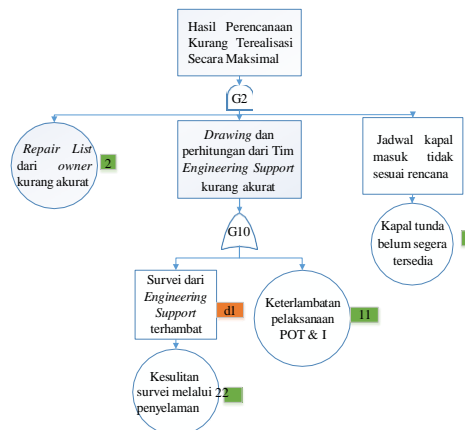 Hasil Perencanaan
Kurang Terealisasi
Secara Maksimal
G2
Repair List
dari owner
kurang akurat
2
Drawing dan
perhitungan dari Tim
Engineering Support
kurang akurat
Jadwal kapal
masuk tidak
sesuai rencana
G10
Kapal tunda
belum segera
tersedia
Survei dari
Engineering
Support
terhambat
d1
Keterlambatan
pelaksanaan
POT & I
11
Kesulitan
survei melalui
penyelaman
22